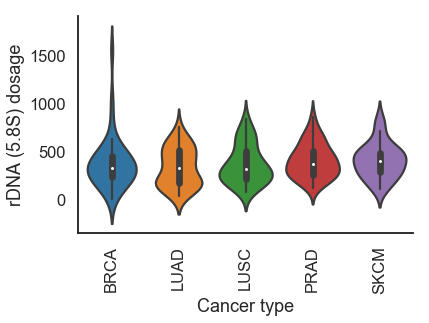 rDNA (5.8S) dosage
1500
1000
500
0
BRCA
LUAD
LUSC
PRAD
SKCM
Cancer type